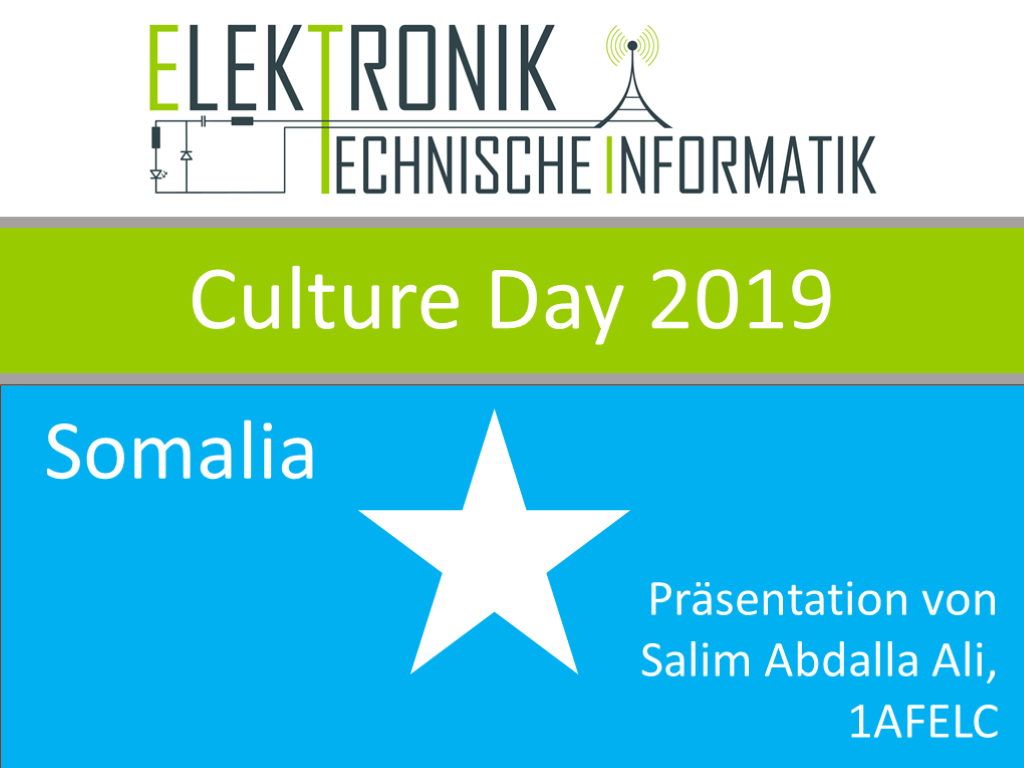 ELEKTRONIK
TECHNISCHE INFORMATIK
Culture Day 2019
Somalia
Präsentation von
Salim Abdalla Ali,
1AFELC